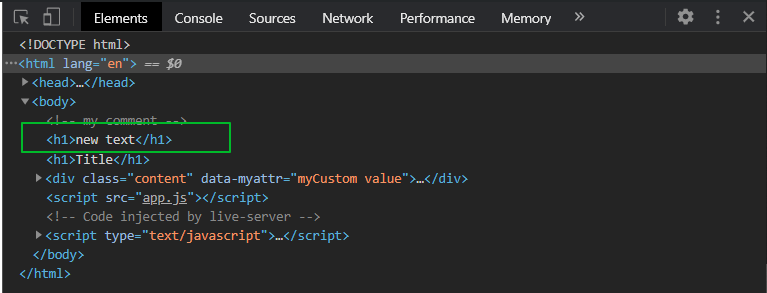 Elements Console Sources Network Performance Memory »
<!DOCTYPE html>
⋯<html lang="en"> == $0
▶<head>…</head>
▼<body>
<!-- my comment -->
<h1>new text</h1>
<h1>Title</h1>
▶<div class="content" data-myattr="myCustom value">…</div>
<script src="app.js"></script>
<!-- Code injected by live-server -->
▶<script type="text/javascript">…</script>
</body>
</html>